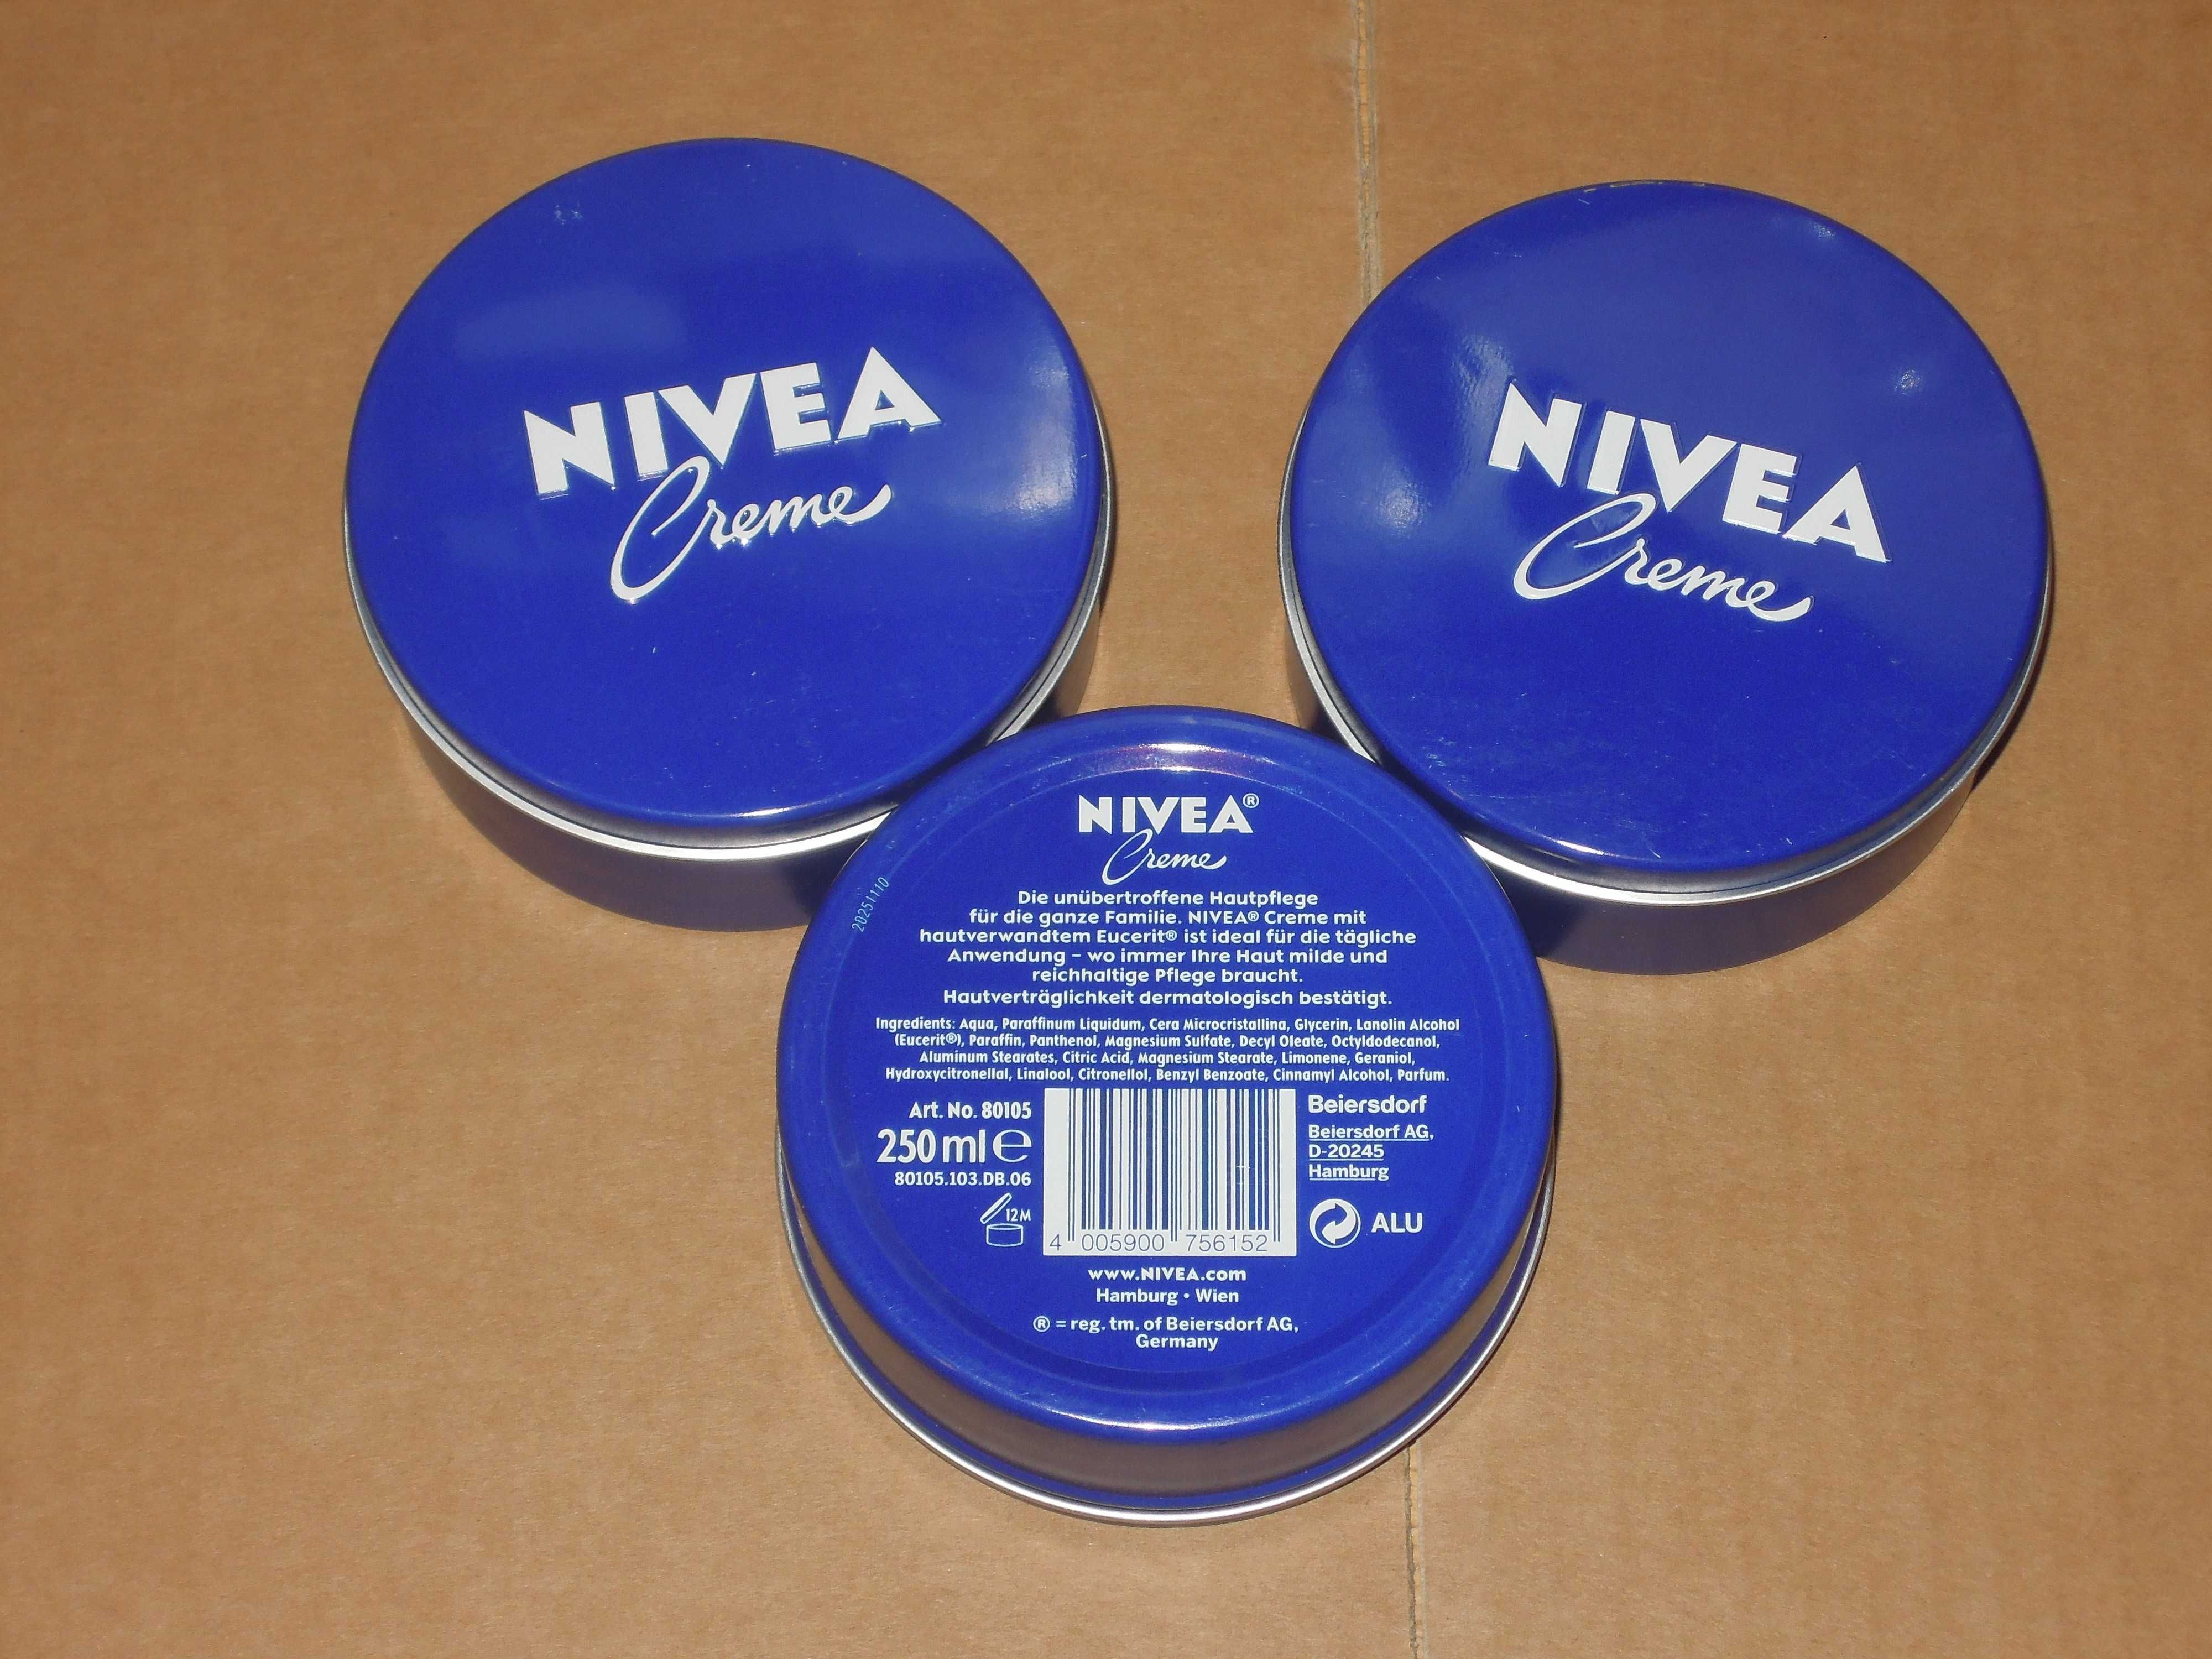 NIVEA
Creme
NIVEA
Creme
NIVEA®
Creme
20251110
Die unübertroffene Hautpflege
für die ganze Familie. NIVEA® Creme mit
hautverwandtem Eucerit® ist ideal für die tägliche
Anwendung – wo immer Ihre Haut milde und
reichhaltige Pflege braucht.
Hautverträglichkeit dermatologisch bestätigt.
Ingredients: Aqua, Paraffinum Liquidum, Cera Microcristallina, Glycerin, Lanolin Alcohol
(Eucerit®), Paraffin, Panthenol, Magnesium Sulfate, Decyl Oleate, Octyldodecanol,
Aluminum Stearates, Citric Acid, Magnesium Stearate, Limonene, Geraniol,
Hydroxycitronellal, Linalool, Citronellol, Benzyl Benzoate, Cinnamyl Alcohol, Parfum.
Art. No. 80105
250 ml ℮
80105.103.DB.06
12M
4 005900 756152
Beiersdorf
Beiersdorf AG,
D-20245
Hamburg
ALU
www.NIVEA.com
Hamburg • Wien
® = reg. tm. of Beiersdorf AG,
Germany